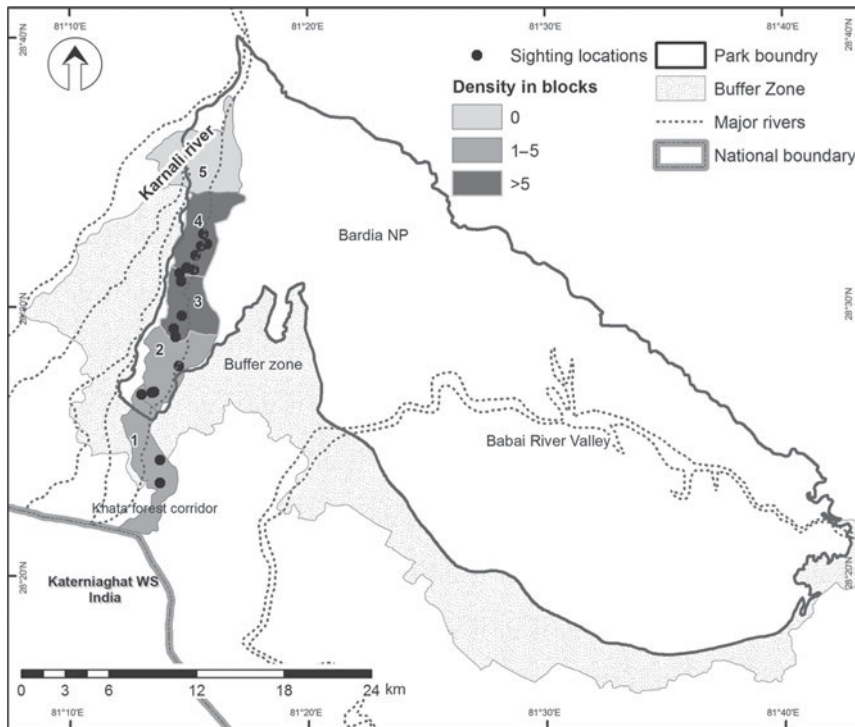 81°10'E 81°20'E 81°30'E 81°40'E
28°40'N 28°40'N
Sighting locations
Density in blocks
0
1–5
>5
Park boundry
Buffer Zone
Major rivers
National boundary
Karnali river
5
4
Bardia NP
3
28°30'N 28°30'N
2
Buffer zone
Babai River Valley
1
Khata forest corridor
28°20'N 28°20'N
Katerniaghat WS
India
0 3 6 12 18 24 km
81°10'E 81°20'E 81°30'E 81°40'E